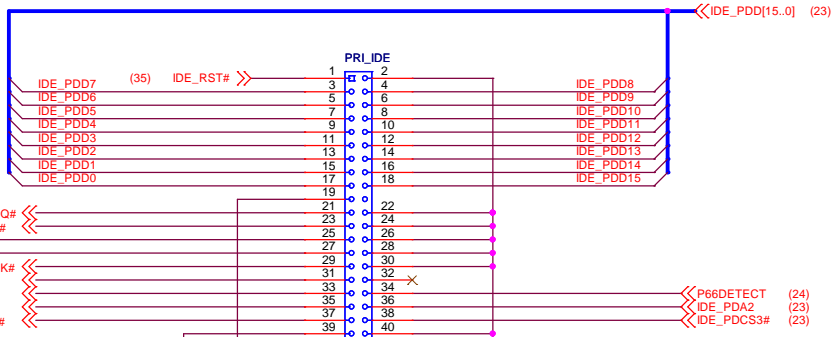 IDE_PDD[15..0] (23)
PRI_IDE
(35) IDE_RST# 1 2
IDE_PDD7 3 4 IDE_PDD8
IDE_PDD6 5 6 IDE_PDD9
IDE_PDD5 7 8 IDE_PDD10
IDE_PDD4 9 10 IDE_PDD11
IDE_PDD3 11 12 IDE_PDD12
IDE_PDD2 13 14 IDE_PDD13
IDE_PDD1 15 16 IDE_PDD14
IDE_PDD0 17 18 IDE_PDD15
19
Q# 21 22
# 23 24
25 26
27 28
K# 29 30
31 32
33 34 P66DETECT (24)
35 36 IDE_PDA2 (23)
# 37 38 IDE_PDCS3# (23)
39 40